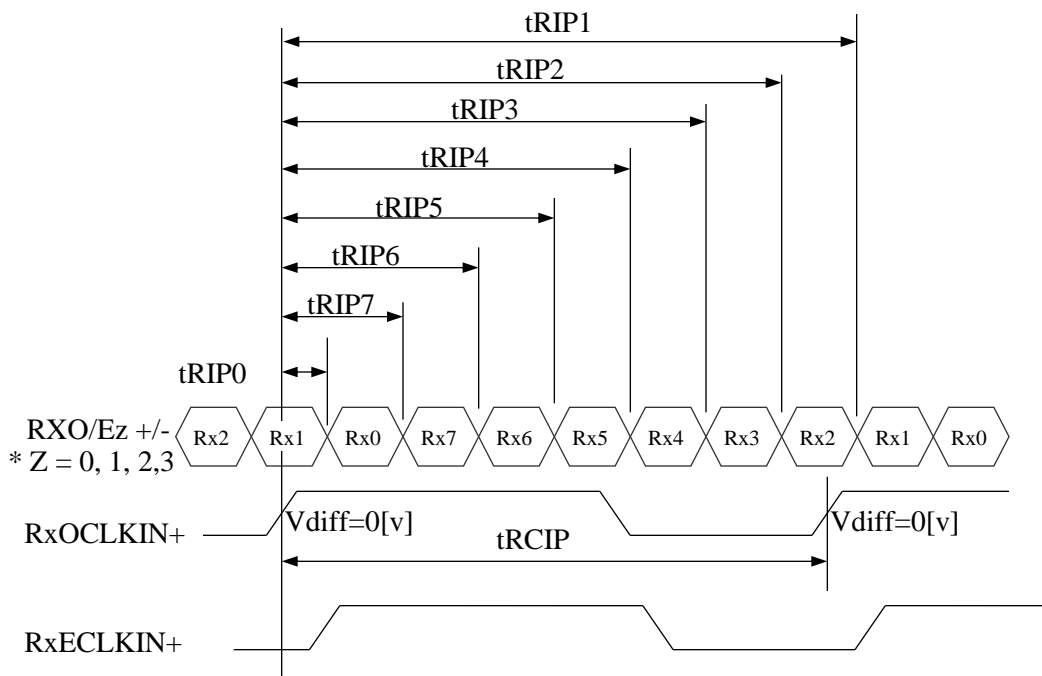 tRIP1
tRIP2
tRIP3
tRIP4
tRIP5
tRIP6
tRIP7
tRIP0
RXO/Ez +/-
Rx2 Rx1 Rx0 Rx7 Rx6 Rx5 Rx4 Rx3 Rx2 Rx1 Rx0
* Z = 0, 1, 2,3
RxOCLKIN+
Vdiff=0[v] Vdiff=0[v]
tRCIP
RxECLKIN+